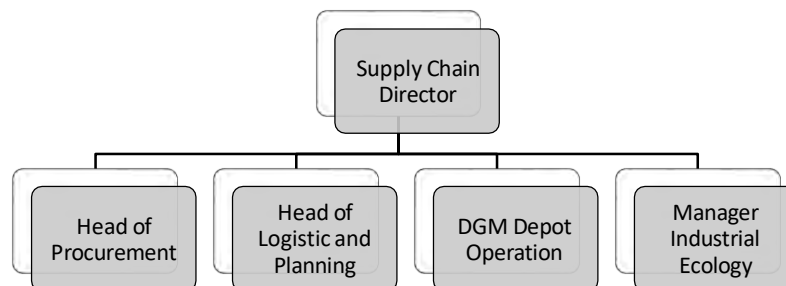 Supply Chain
Director
Head of
Procurement
Head of
Logistic and
Planning
DGM Depot
Operation
Manager
Industrial
Ecology